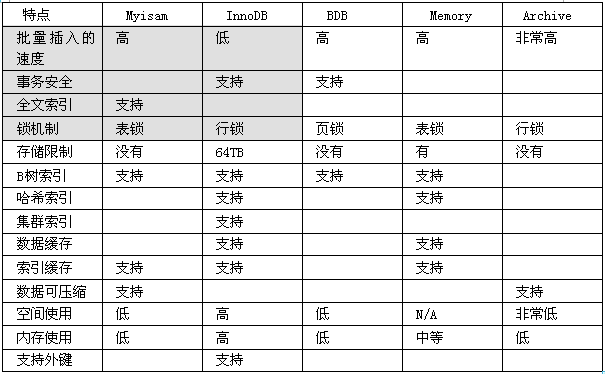 特点 Myisam InnoDB BDB Memory Archive
批量插入的 高 低 高 高 非常高
速度
事务安全 支持 支持
全文索引 支持
锁机制 表锁 行锁 页锁 表锁 行锁
存储限制 没有 64TB 没有 有 没有
B树索引 支持 支持 支持 支持
哈希索引 支持 支持
集群索引 支持
数据缓存 支持 支持
索引缓存 支持 支持 支持
数据可压缩 支持 支持
空间使用 低 高 低 N/A 非常低
内存使用 低 高 低 中等 低
支持外键 支持